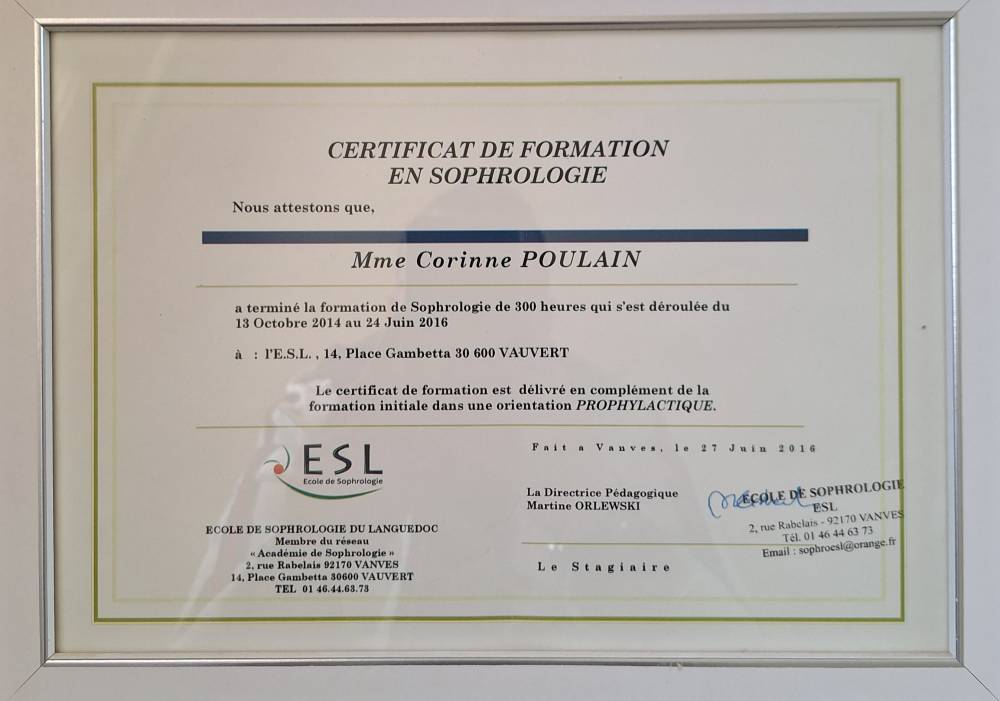 CERTIFICAT DE FORMATION
EN SOPHROLOGIE
Nous attestons que,
Mme Corinne POULAIN
a terminé la formation de Sophrologie de 300 heures qui s'est déroulée du
13 Octobre 2014 au 24 Juin 2016
à : l'E.S.L. , 14, Place Gambetta 30 600 VAUVERT
Le certificat de formation est délivré en complément de la
formation initiale dans une orientation PROPHYLACTIQUE.
ESL
Ecole de Sophrologie
ECOLE DE SOPHROLOGIE DU LANGUEDOC
Membre du réseau
« Académie de Sophrologie »
2, rue Rabelais 92170 VANVES
14, Place Gambetta 30600 VAUVERT
TEL 01 46.44.63.73
Fait a Vanves, le 27 Juin 2016
La Directrice Pédagogique
Martine ORLEWSKI
ECOLE DE SOPHROLOGIE
ESL
2, rue Rabelais - 92170 VANVES
Tél. 01 46 44 63 73
Email : sophroesl@orange.fr
Le Stagiaire